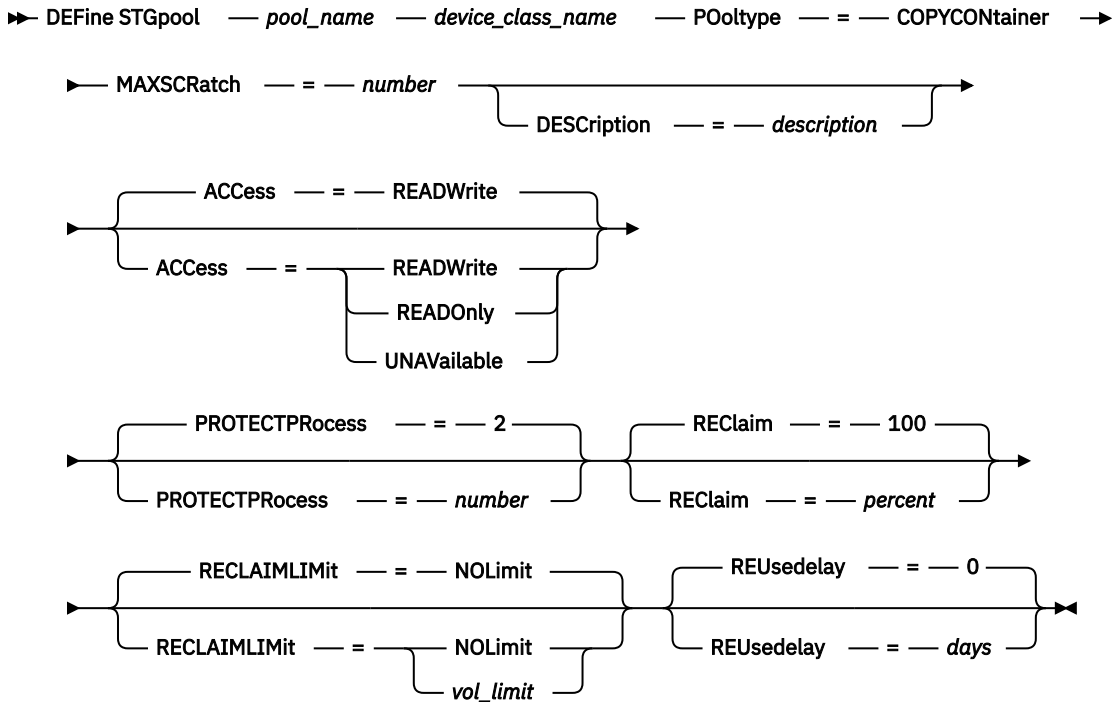 DEFine STGpool pool_name device_class_name POoltype = COPYCONtainer
MAXSCRatch = number
DESCription = description
ACCess = READWrite
ACCess = READWrite
READOnly
UNAVailable
PROTECTPRocess = 2 REClaim = 100
PROTECTPRocess = number REClaim = percent
RECLAIMLIMit = NOLimit REUsedelay = 0
RECLAIMLIMit = NOLimit REUsedelay = days
vol_limit